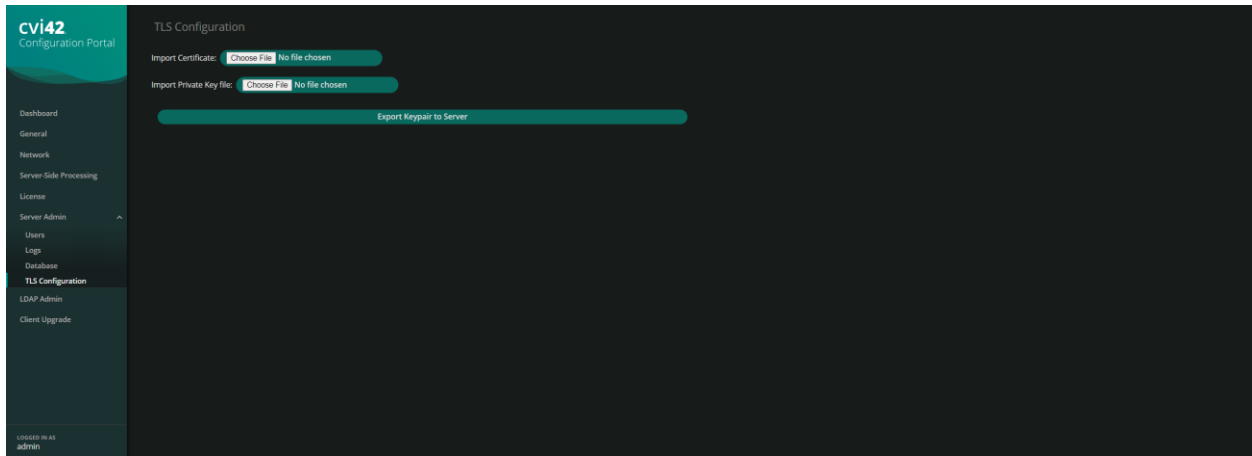 cvi42
Configuration Portal
Dashboard
General
Network
Server-Side Processing
License
Server Admin
Users
Logs
Database
TLS Configuration
LDAP Admin
Client Upgrade
LOGGED IN AS
admin
TLS Configuration
Import Certificate: Choose File No file chosen
Import Private Key file: Choose File No file chosen
Export Keypair to Server